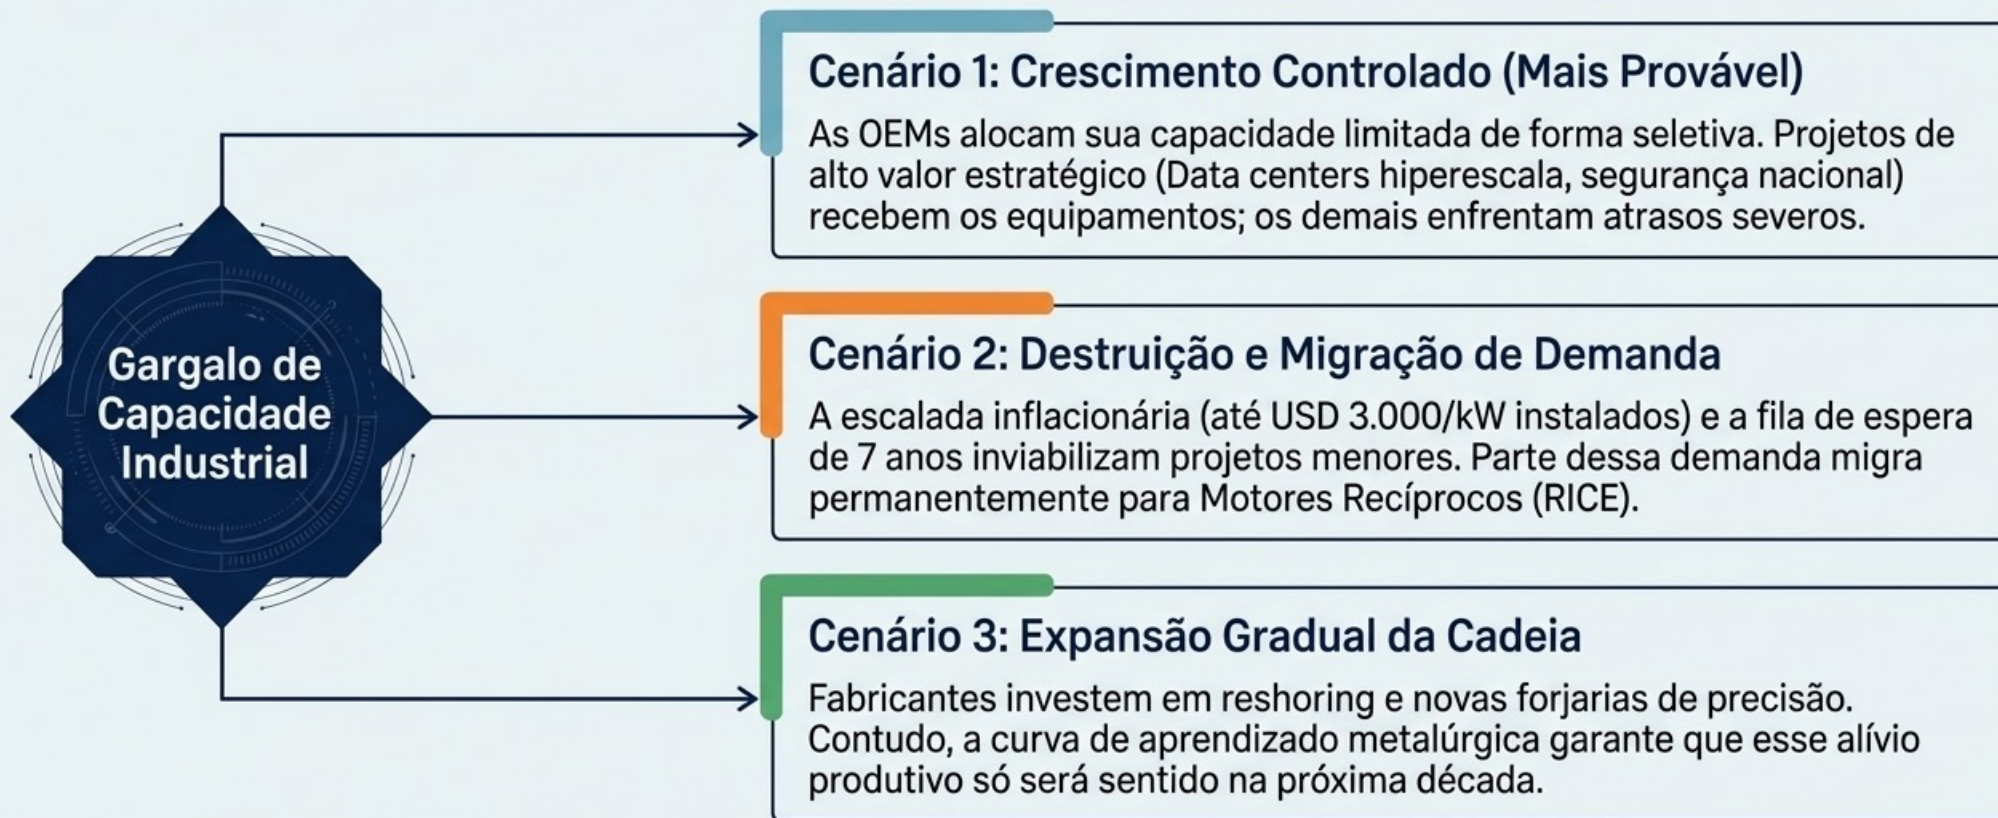 Gargalo de
Capacidade
Industrial
Cenário 1: Crescimento Controlado (Mais Provável)
As OEMs alocam sua capacidade limitada de forma seletiva. Projetos de
alto valor estratégico (Data centers hiperescala, segurança nacional)
recebem os equipamentos; os demais enfrentam atrasos severos.
Cenário 2: Destruição e Migração de Demanda
A escalada inflacionária (até USD 3.000/kW instalados) e a fila de espera
de 7 anos inviabilizam projetos menores. Parte dessa demanda migra
permanentemente para Motores Recíprocos (RICE).
Cenário 3: Expansão Gradual da Cadeia
Fabricantes investem em reshoring e novas forjarias de precisão.
Contudo, a curva de aprendizado metalúrgica garante que esse alívio
produtivo só será sentido na próxima década.